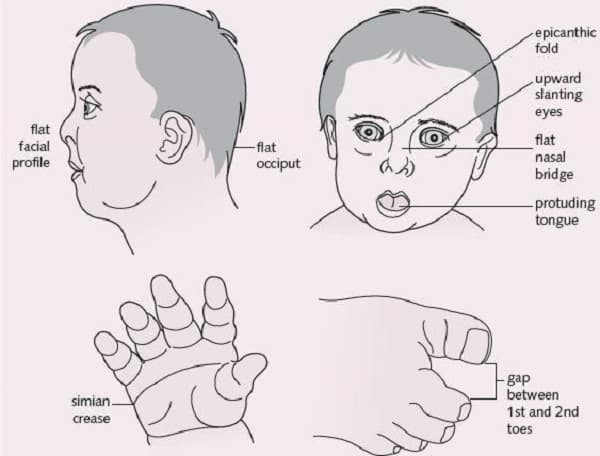 flat
facial
profile
flat
occiput
epicanthic
fold
upward
slanting
eyes
flat
nasal
bridge
protuding
tongue
simian
crease
gap
between
1st and 2nd
toes